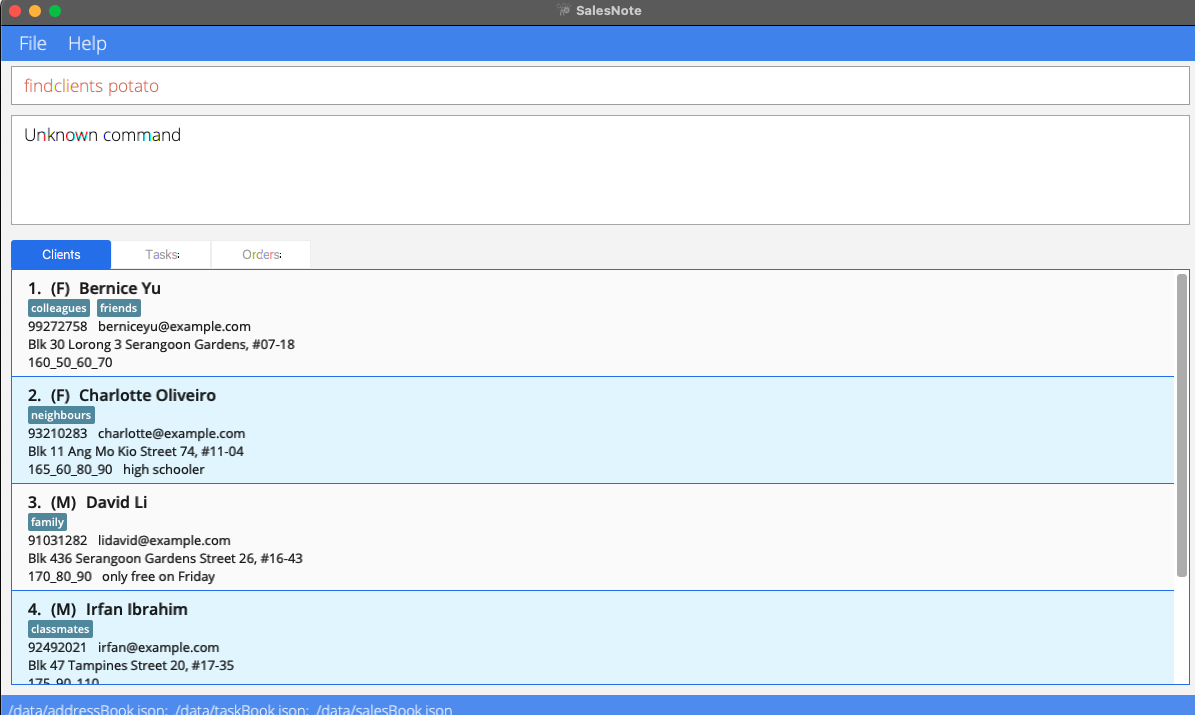 SalesNote
File Help
findclients potato
Unknown command
Clients Tasks: Orders:
1. (F) Bernice Yu
colleagues friends
99272758 berniceyu@example.com
Blk 30 Lorong 3 Serangoon Gardens, #07-18
160_50_60_70
2. (F) Charlotte Oliveiro
neighbours
93210283 charlotte@example.com
Blk 11 Ang Mo Kio Street 74, #11-04
165_60_80_90 high schooler
3. (M) David Li
family
91031282 lidavid@example.com
Blk 436 Serangoon Gardens Street 26, #16-43
170_80_90 only free on Friday
4. (M) Irfan Ibrahim
classmates
92492021 irfan@example.com
Blk 47 Tampines Street 20, #17-35
175_90_110
/data/addressBook.json; /data/taskBook.json; /data/salesBook.json